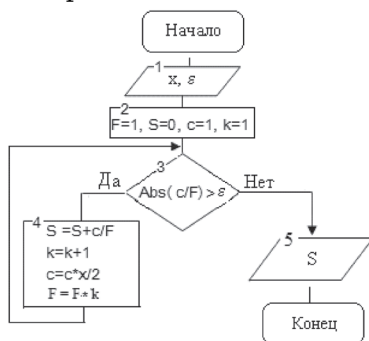 Начало
1
x, ε
2
F=1, S=0, c=1, k=1
3
Да
Abs( c/F) > ε
Нет
4
S =S+c/F
k=k+1
c=c*x/2
F = F* k
5
S
Конец